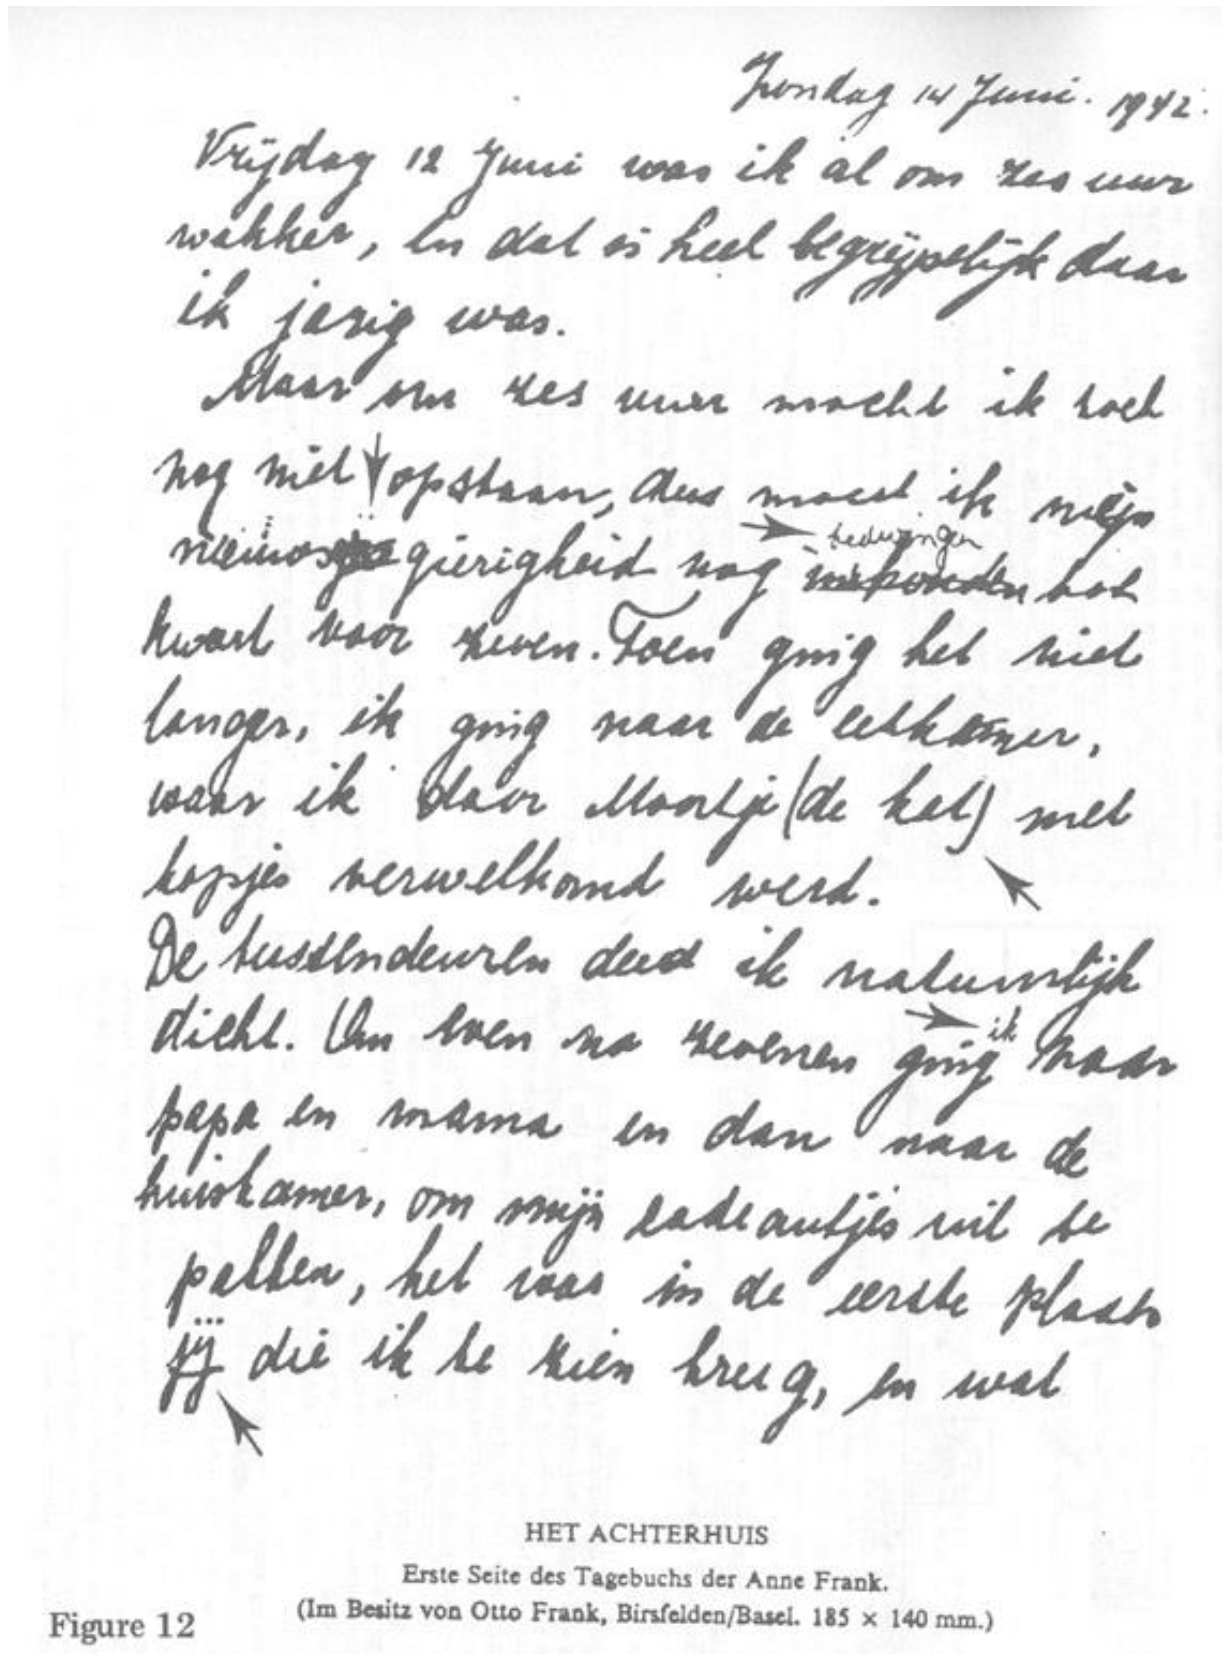 Zondag 14 Juni. 1942.
Vrijdag 12 Juni was ik al om zes uur
wakker, en dat is heel begrijpelijk daar
ik jarig was.
Maar om zes uur mocht ik toch
nog niet opstaan, dus moest ik mijn
bedwingen
nieuwsgierigheid nog inhouden tot
kwart voor zeven. Toen ging het niet
langer, ik ging naar de eetkamer,
waar ik door Moortje (de kat) met
kopjes verwelkomd werd.
De tussendeuren deed ik natuurlijk
dicht. Om even na zevenen ging ik naar
papa en mama en dan naar de
huiskamer, om mijn cadeautjes uit te
pakken, het was in de eerste plaats
jij die ik te zien kreeg, en wat
HET ACHTERHUIS
Erste Seite des Tagebuchs der Anne Frank.
(Im Besitz von Otto Frank, Birsfelden/Basel. 185 × 140 mm.)
Figure 12